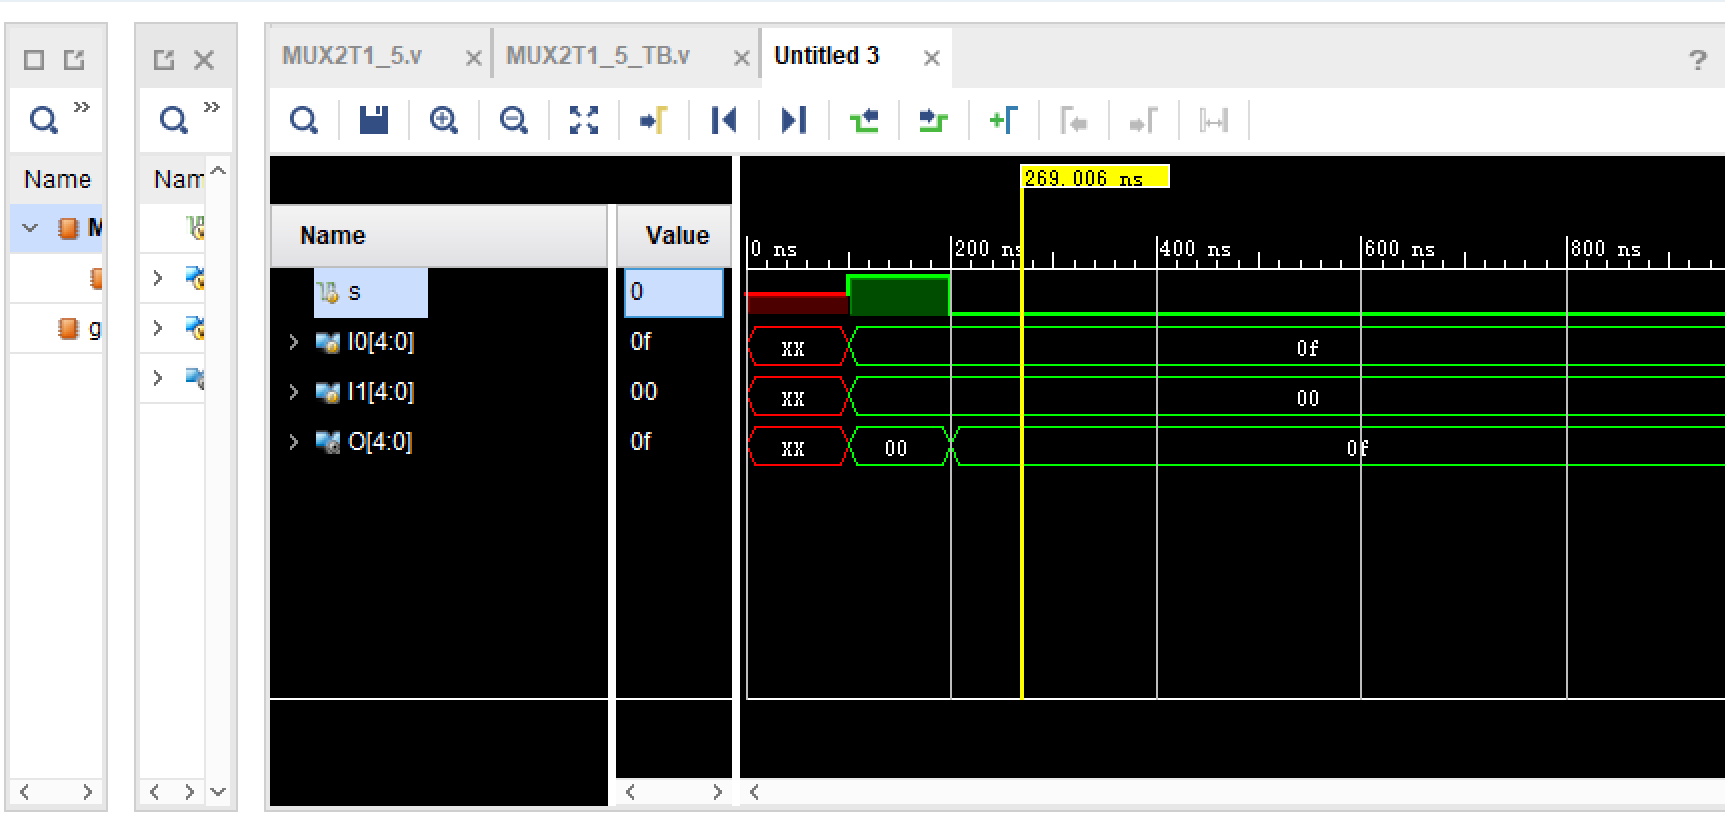 MUX2T1_5.v
MUX2T1_5_TB.v
Untitled 3
?
Name
Nam
M
g
269.006 ns
Name
Value
0 ns
200 ns
400 ns
600 ns
800 ns
s
0
I0[4:0]
0f
XX
0f
I1[4:0]
00
XX
00
O[4:0]
0f
XX
00
0f